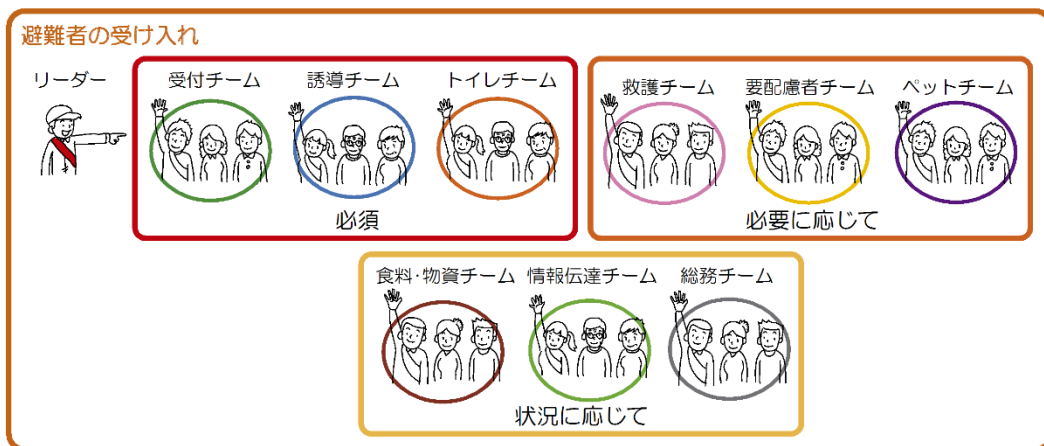 避難者の受け入れ
リーダー
受付チーム
誘導チーム
トイレチーム
必須
救護チーム
要配慮者チーム
ペットチーム
必要に応じて
食料・物資チーム
情報伝達チーム
総務チーム
状況に応じて